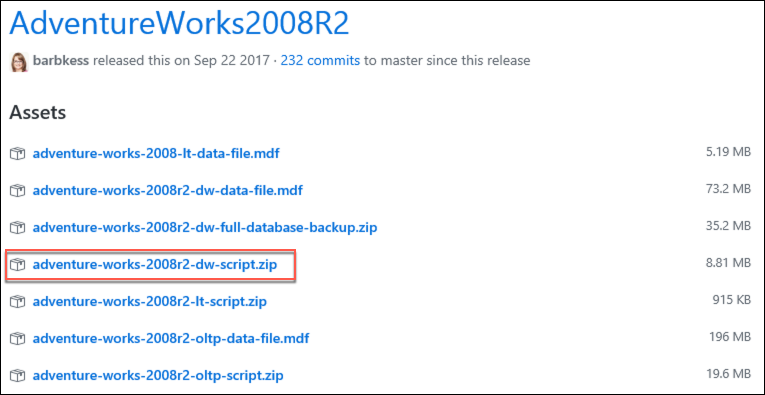 AdventureWorks2008R2
barbkess released this on Sep 22 2017 · 232 commits to master since this release
Assets
adventure-works-2008-lt-data-file.mdf 5.19 MB
adventure-works-2008r2-dw-data-file.mdf 73.2 MB
adventure-works-2008r2-dw-full-database-backup.zip 35.2 MB
adventure-works-2008r2-dw-script.zip 8.81 MB
adventure-works-2008r2-lt-script.zip 915 KB
adventure-works-2008r2-oltp-data-file.mdf 196 MB
adventure-works-2008r2-oltp-script.zip 19.6 MB